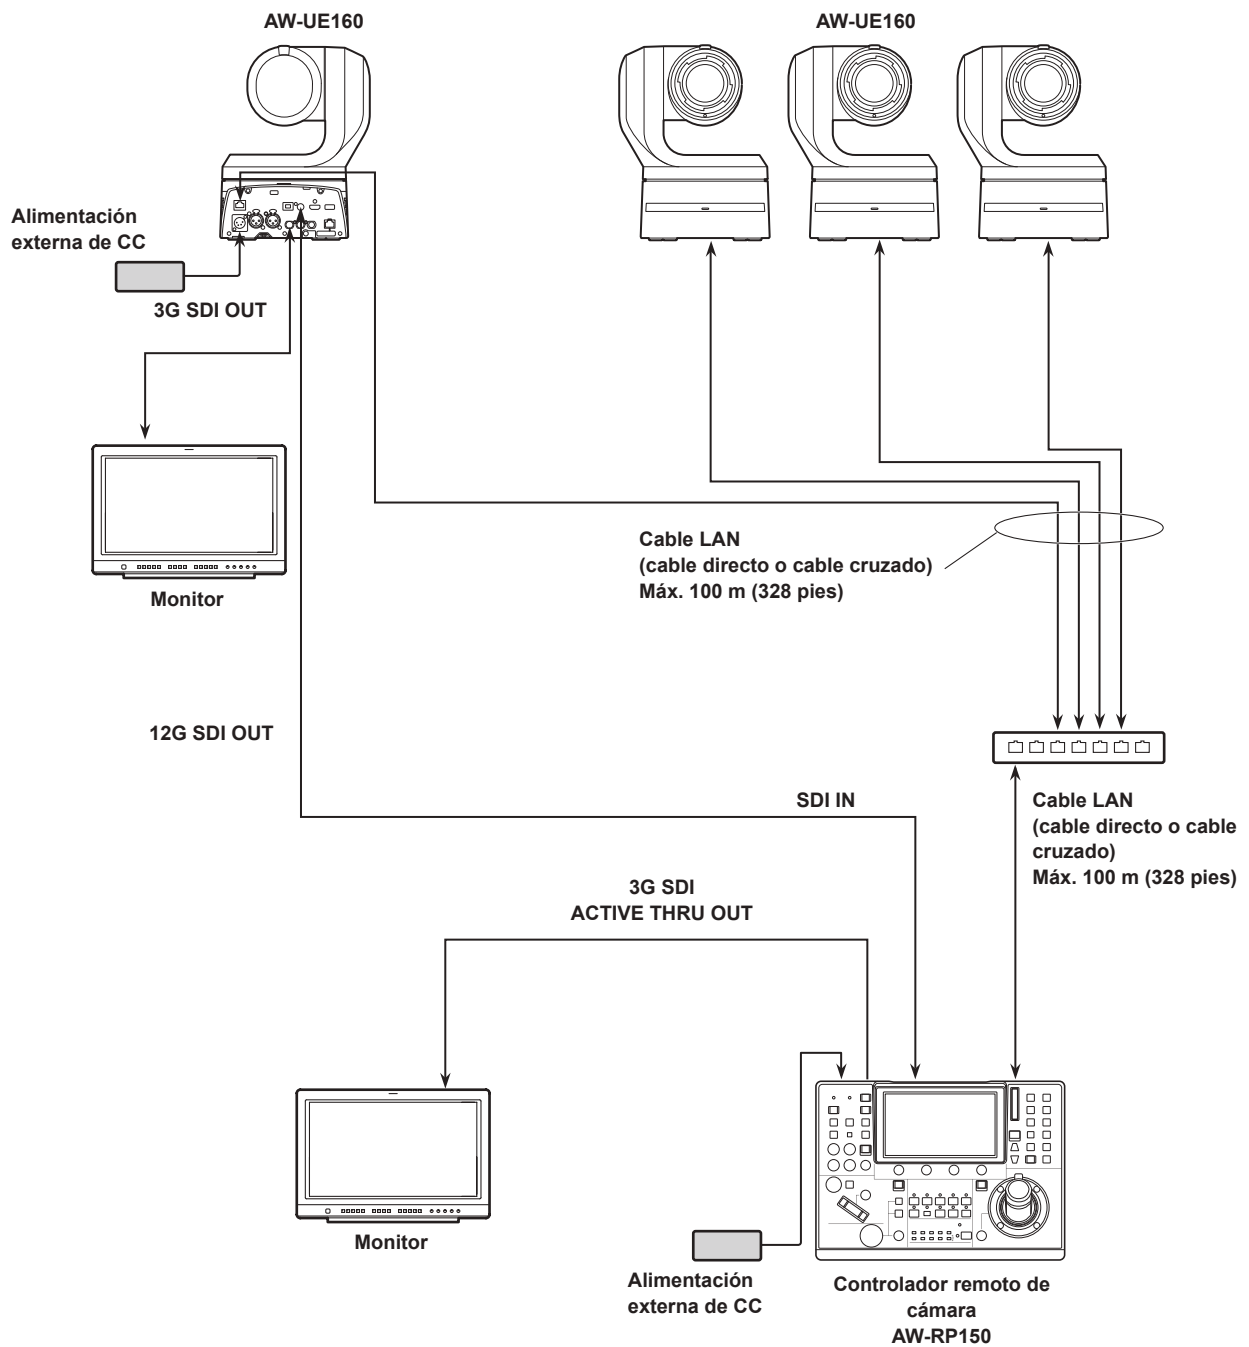 AW-UE160
AW-UE160
Alimentación
externa de CC
3G SDI OUT
Monitor
Cable LAN
(cable directo o cable cruzado)
Máx. 100 m (328 pies)
12G SDI OUT
SDI IN
Cable LAN
(cable directo o cable
cruzado)
Máx. 100 m (328 pies)
3G SDI
ACTIVE THRU OUT
Monitor
Alimentación
externa de CC
Controlador remoto de
cámara
AW-RP150